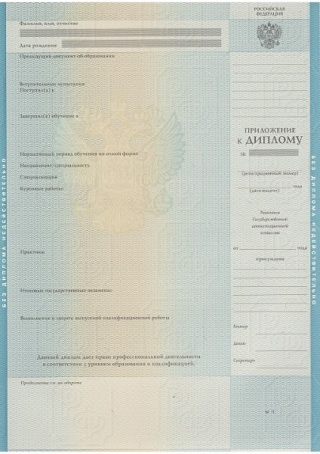 Фамилия, имя, отчество
Дата рождения
Предыдущий документ об образовании
Вступительные испытания
Поступил(а) в
Завершил(а) обучение в
Нормативный период обучения по очной форме
Направление/специальность
Специализация
Курсовые работы:
Практика:
Итоговые государственные экзамены:
Выполнение и защита выпускной квалификационной работы
Данный диплом дает право профессиональной деятельности
в соответствии с уровнем образования и квалификацией.
Продолжение см. на обороте
РОССИЙСКАЯ
ФЕДЕРАЦИЯ
ПРИЛОЖЕНИЕ
К ДИПЛОМУ
№
(регистрационный номер)
года
(дата выдачи)
Решением
Государственной
аттестационной
комиссии
от
года
присуждена
Ректор
Декан
Секретарь
БЕЗ ДИПЛОМА НЕДЕЙСТВИТЕЛЬНО
БЕЗ ДИПЛОМА НЕДЕЙСТВИТЕЛЬНО